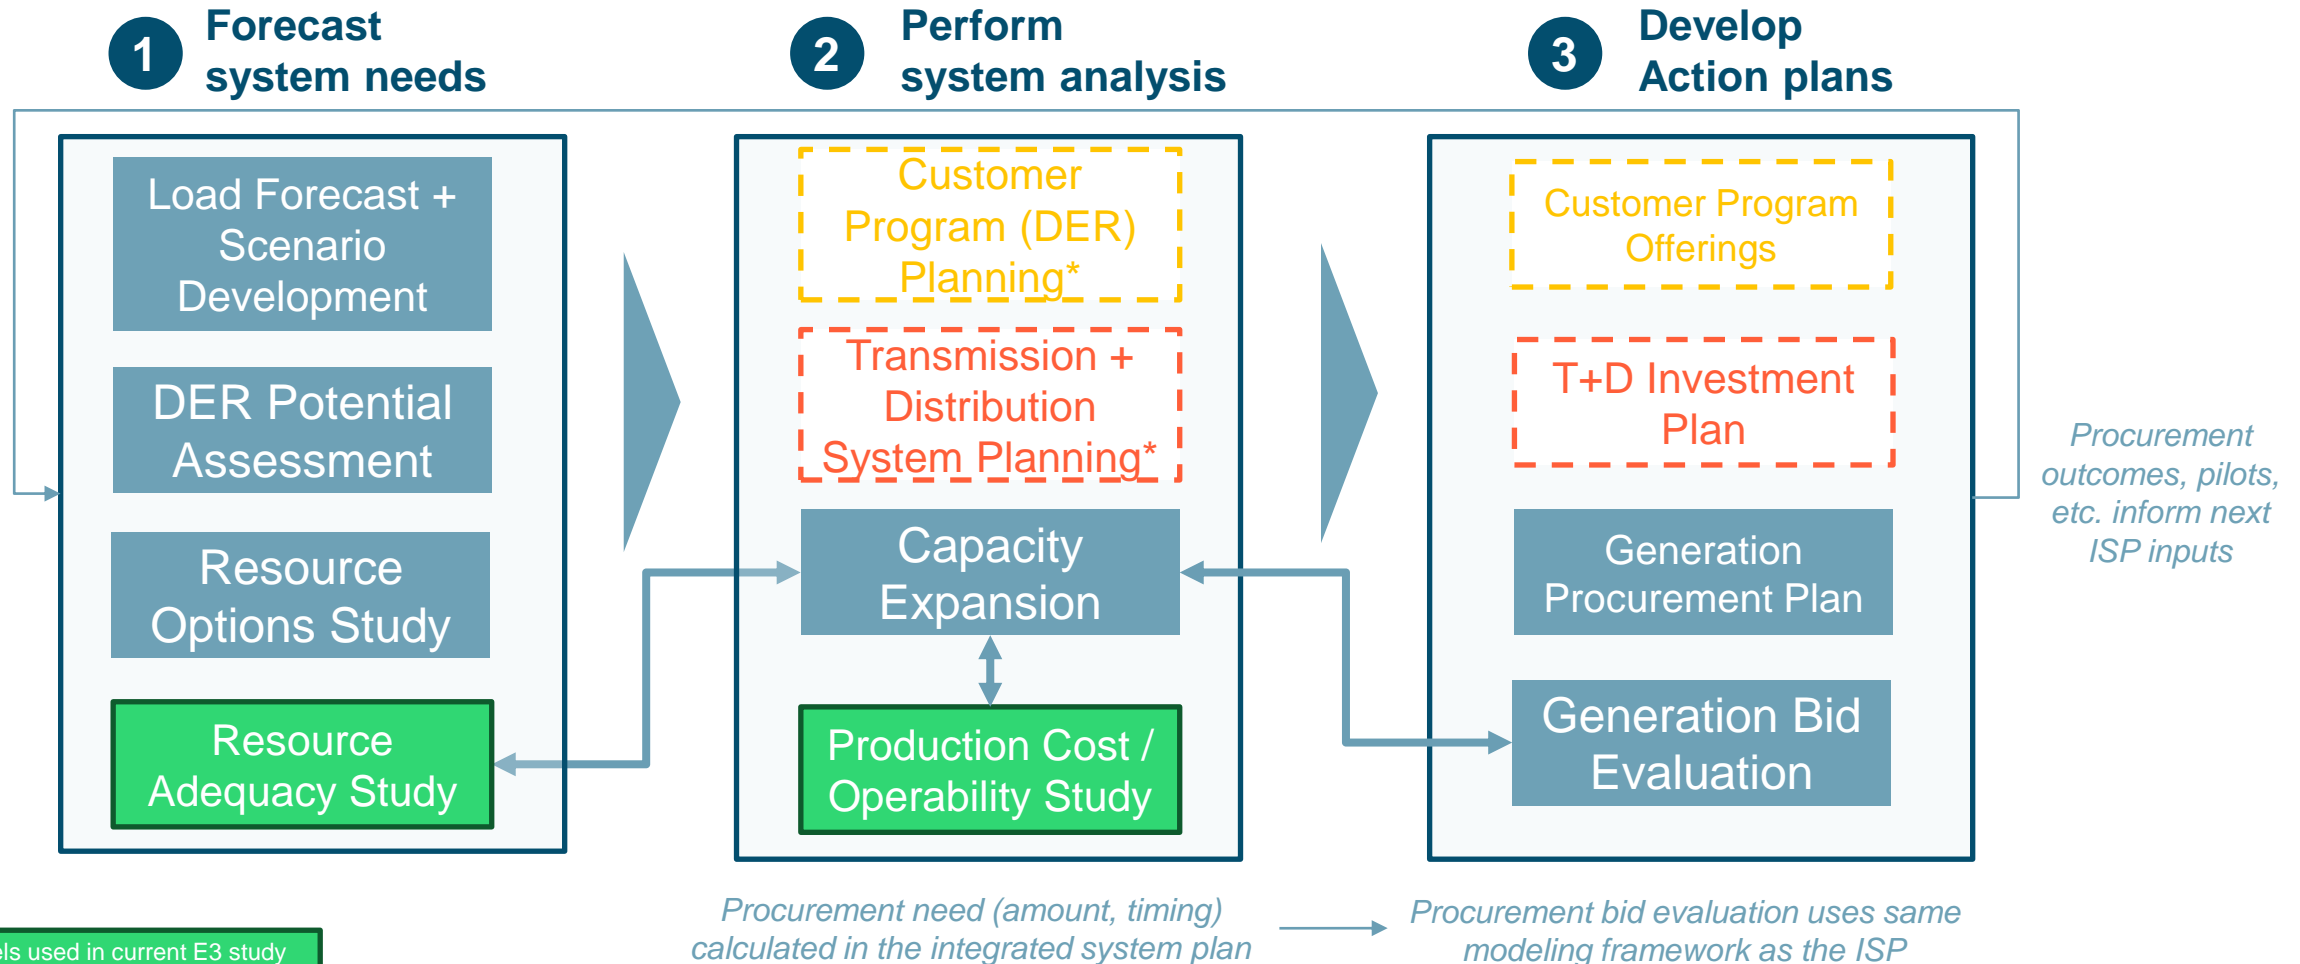 1
Forecast
system needs
2
Perform
system analysis
3
Develop
Action plans
Load Forecast +
Scenario
Development
DER Potential
Assessment
Resource
Options Study
Resource
Adequacy Study
Customer
Program (DER)
Planning*
Transmission +
Distribution
System Planning*
Capacity
Expansion
Production Cost /
Operability Study
Customer Program
Offerings
T+D Investment
Plan
Generation
Procurement Plan
Generation Bid
Evaluation
Procurement
outcomes, pilots,
etc. inform next
ISP inputs
Procurement need (amount, timing)
calculated in the integrated system plan
Procurement bid evaluation uses same
modeling framework as the ISP
used in current E3 study